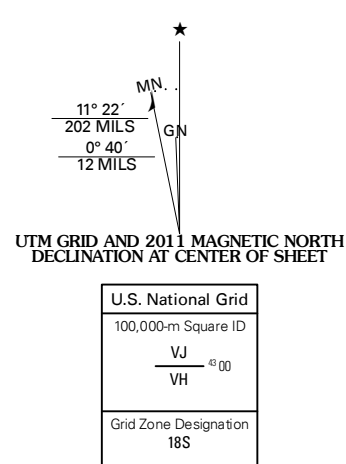 ★
MN
11° 22´
202 MILS
GN
0° 40´
12 MILS
UTM GRID AND 2011 MAGNETIC NORTH
DECLINATION AT CENTER OF SHEET
U.S. National Grid
100,000-m Square ID
VJ
43 00
VH
Grid Zone Designation
18S